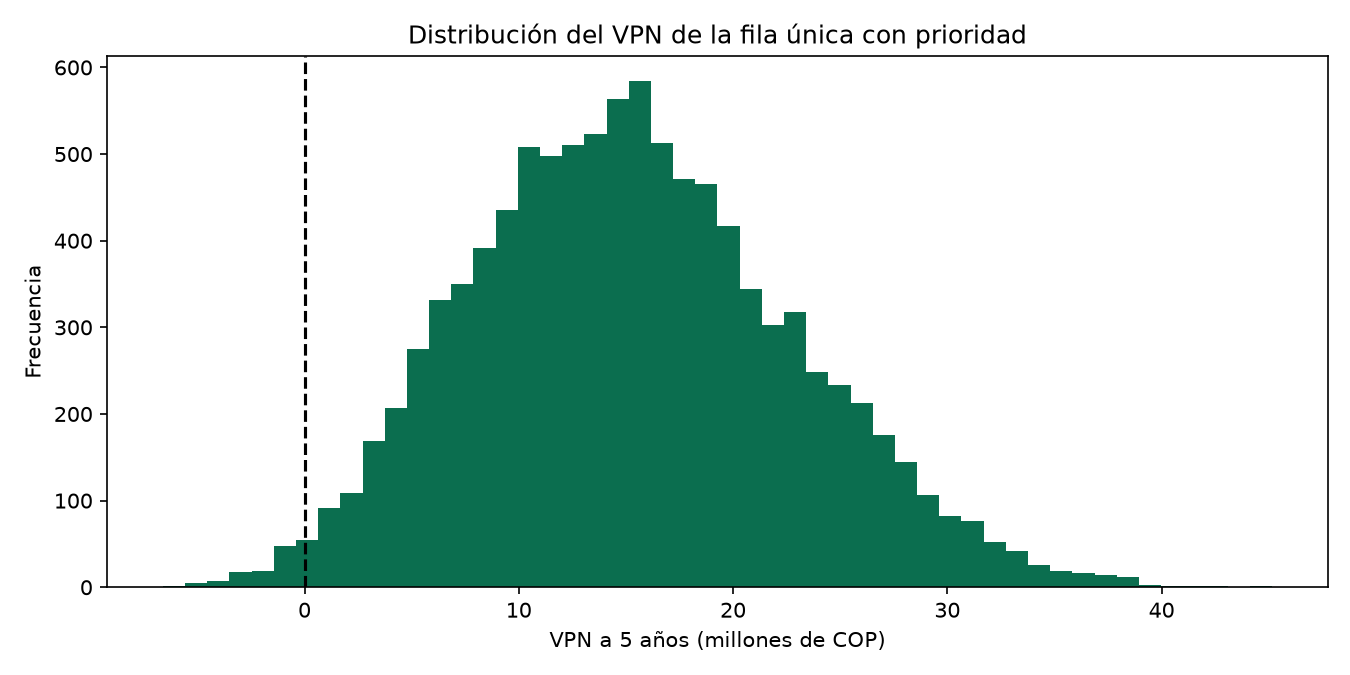 Distribución del VPN de la fila única con prioridad
600
500
400
300
200
100
0
Frecuencia
0 10 20 30 40
VPN a 5 años (millones de COP)